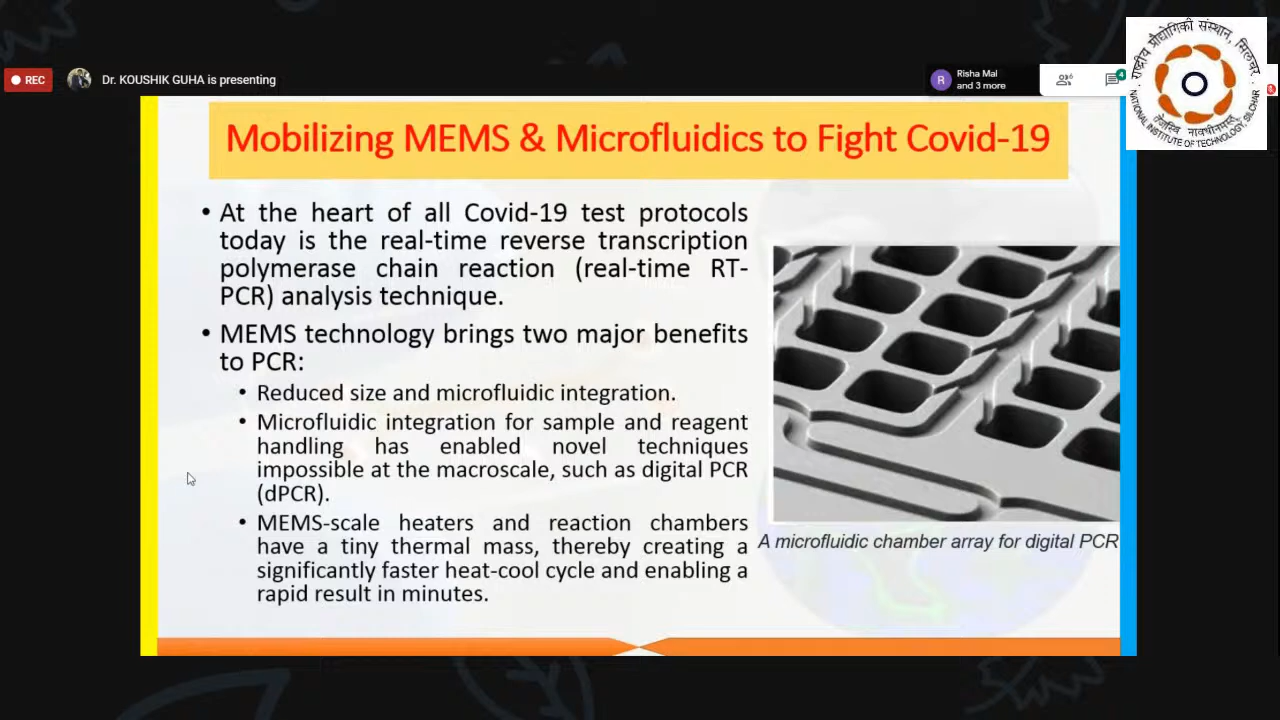 REC
Dr. KOUSHIK GUHA is presenting
Risha Mal
and 3 more
R
6
4
राष्ट्रीय प्रौद्योगिकी संस्थान, सिलचर
NATIONAL INSTITUTE OF TECHNOLOGY, SILCHAR
Mobilizing MEMS & Microfluidics to Fight Covid-19
• At the heart of all Covid-19 test protocols
today is the real-time reverse transcription
polymerase chain reaction (real-time RT-
PCR) analysis technique.
• MEMS technology brings two major benefits
to PCR:
• Reduced size and microfluidic integration.
• Microfluidic integration for sample and reagent
handling has enabled novel techniques
impossible at the macroscale, such as digital PCR
(dPCR).
• MEMS-scale heaters and reaction chambers
have a tiny thermal mass, thereby creating a
significantly faster heat-cool cycle and enabling a
rapid result in minutes.
A microfluidic chamber array for digital PCR